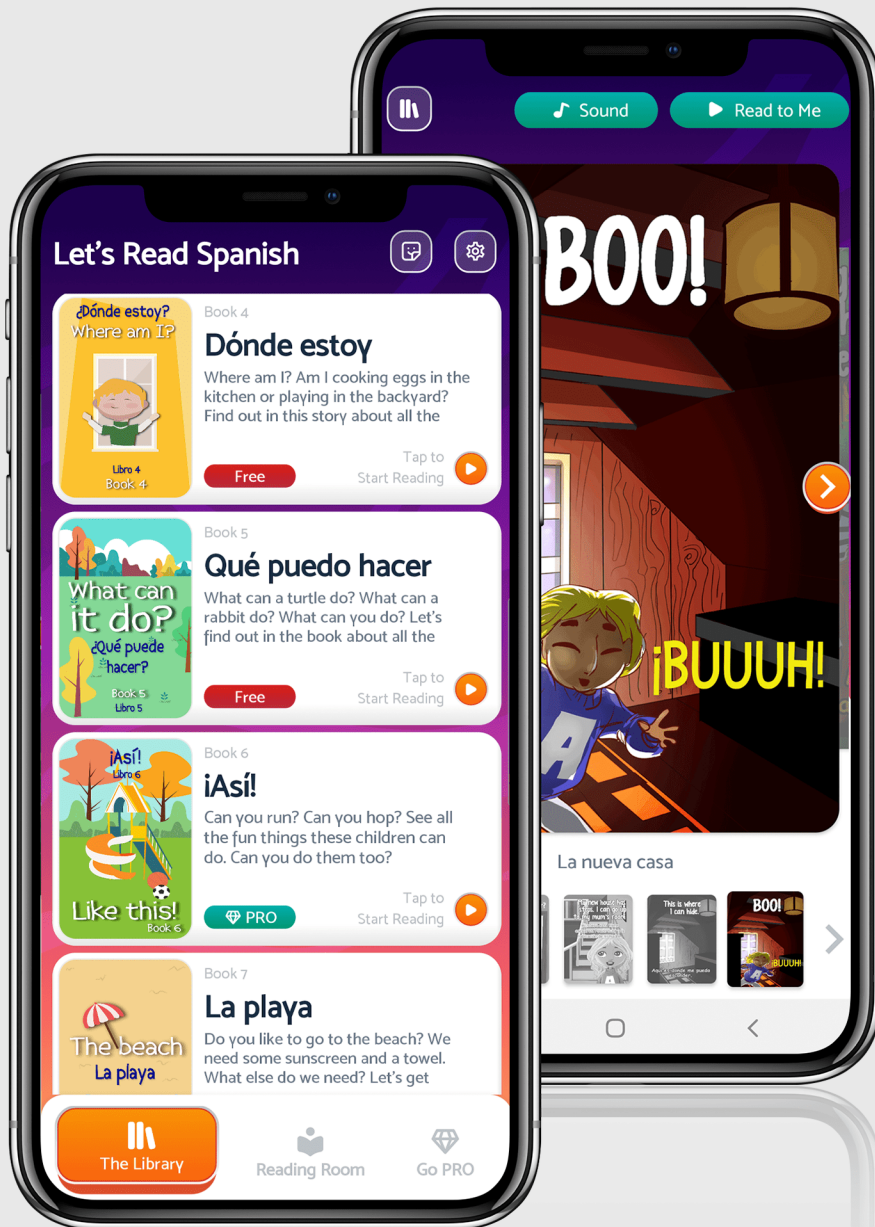 Let's Read Spanish
¿Dónde estoy?
Where am I?
Libro 4
Book 4
Book 4
Dónde estoy
Where am I? Am I cooking eggs in the
kitchen or playing in the backyard?
Find out in this story about all the
Free
Tap to
Start Reading
What can
it do?
¿Qué puede
hacer?
Book 5
Libro 5
Book 5
Qué puedo hacer
What can a turtle do? What can a
rabbit do? What can you do? Let's
find out in the book about all the
Free
Tap to
Start Reading
¡Así!
Libro 6
Like this!
Book 6
Book 6
¡Así!
Can you run? Can you hop? See all
the fun things these children can
do. Can you do them too?
PRO
Tap to
Start Reading
The beach
La playa
Book 7
La playa
Do you like to go to the beach? We
need some sunscreen and a towel.
What else do we need? Let's get
The Library
Reading Room
Go PRO
Sound
Read to Me
BOO!
A
¡BUUUH!
La nueva casa
This is where
I can hide.
BOO!
¡BUUUH!